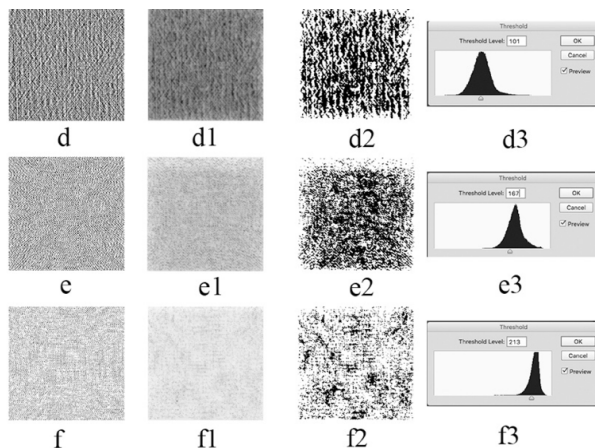 Threshold
Threshold Level: 101
OK
Cancel
Preview
d
d1
d2
d3
Threshold
Threshold Level: 167
OK
Cancel
Preview
e
e1
e2
e3
Threshold
Threshold Level: 213
OK
Cancel
Preview
f
f1
f2
f3